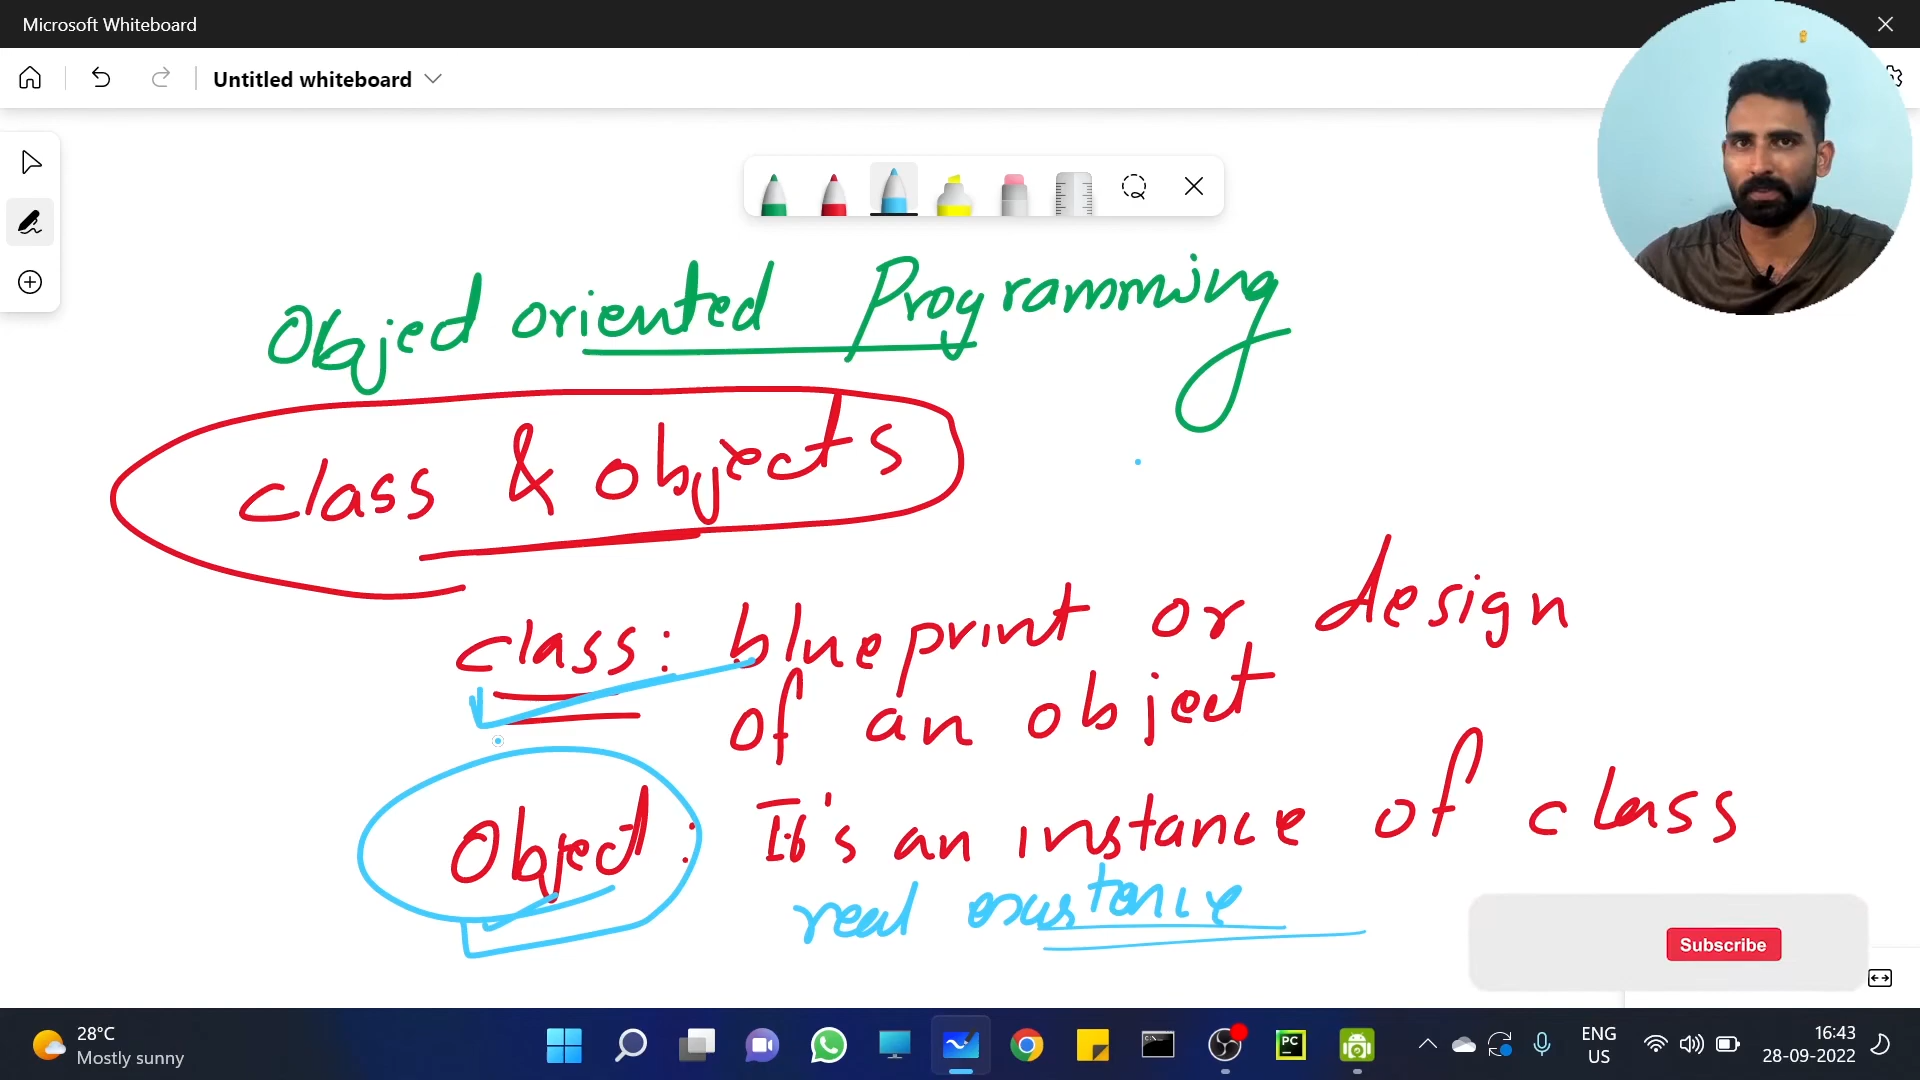 Microsoft Whiteboard
Untitled whiteboard
Object oriented Programming
class & objects
class: blueprint or design
of an object
Object: It's an instance of class
real existence
Subscribe
28°C
Mostly sunny
PC
ENG
US
16:43
28-09-2022